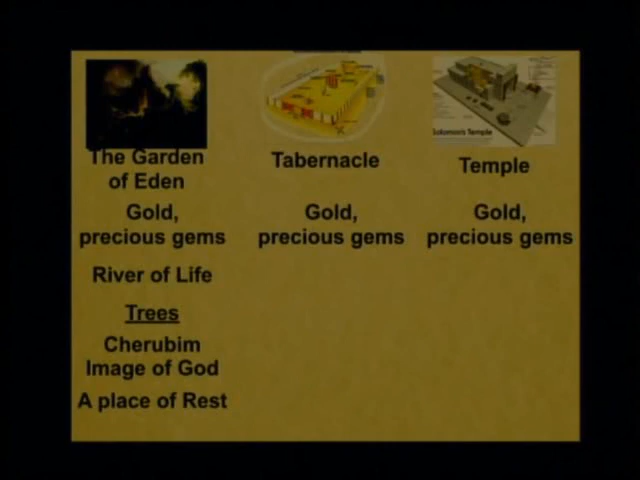 Solomon's Temple
The Garden
of Eden
Tabernacle
Temple
Gold,
precious gems
Gold,
precious gems
Gold,
precious gems
River of Life
Trees
Cherubim
Image of God
A place of Rest